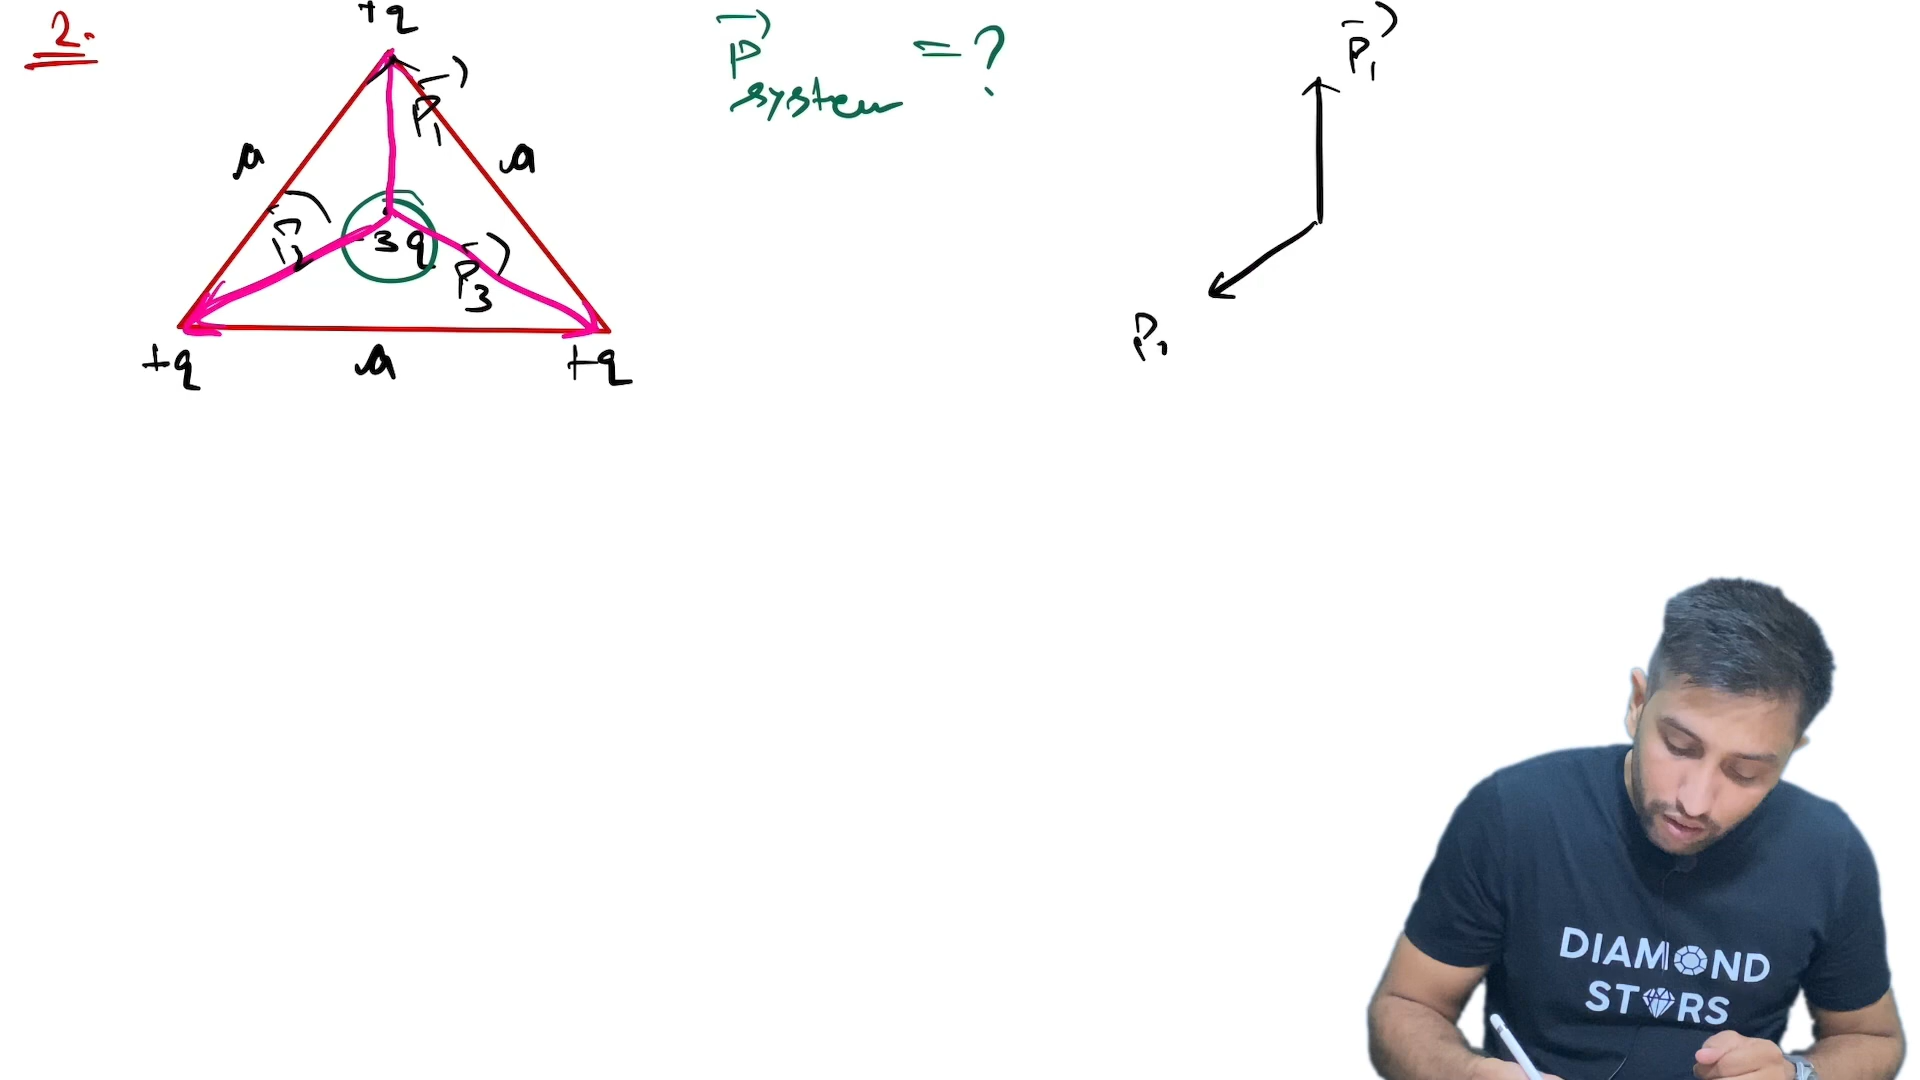 2.
+q
P₁
a
a
P₂
-3q
P₃
+q
a
+q
P system = ?
P₁
P₂
DIAMOND
STARS